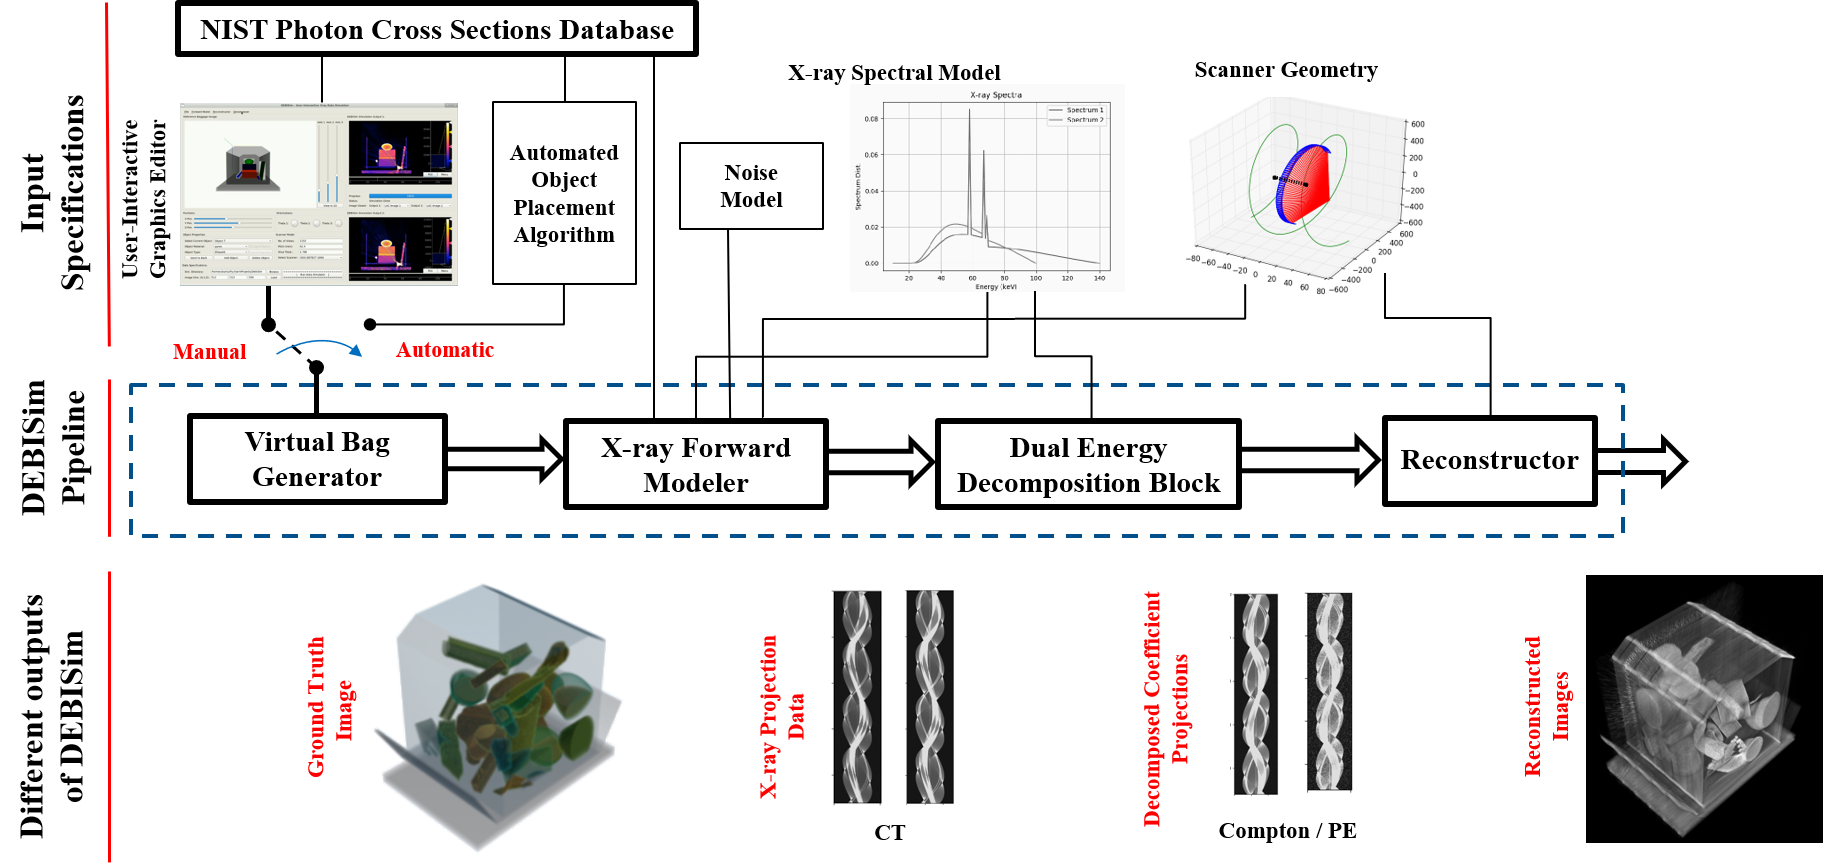 NIST Photon Cross Sections Database
Input
Specifications
User-Interactive
Graphics Editor
Automated
Object
Placement
Algorithm
Noise
Model
X-ray Spectral Model
X-ray Spectra
Spectrum 1
Spectrum 2
Spectrum Dist.
0.08
0.06
0.04
0.02
0.00
20
40
60
80
100
120
140
Energy (keV)
Scanner Geometry
600
400
200
0
−200
−400
−600
−80
−60
−40
−20
0
20
40
60
80
−600
−400
−200
0
200
400
600
Manual
Automatic
DEBISim
Pipeline
Virtual Bag
Generator
X-ray Forward
Modeler
Dual Energy
Decomposition Block
Reconstructor
Different outputs
of DEBISim
Ground Truth
Image
X-ray Projection
Data
CT
Decomposed Coefficient
Projections
Compton / PE
Reconstructed
Images